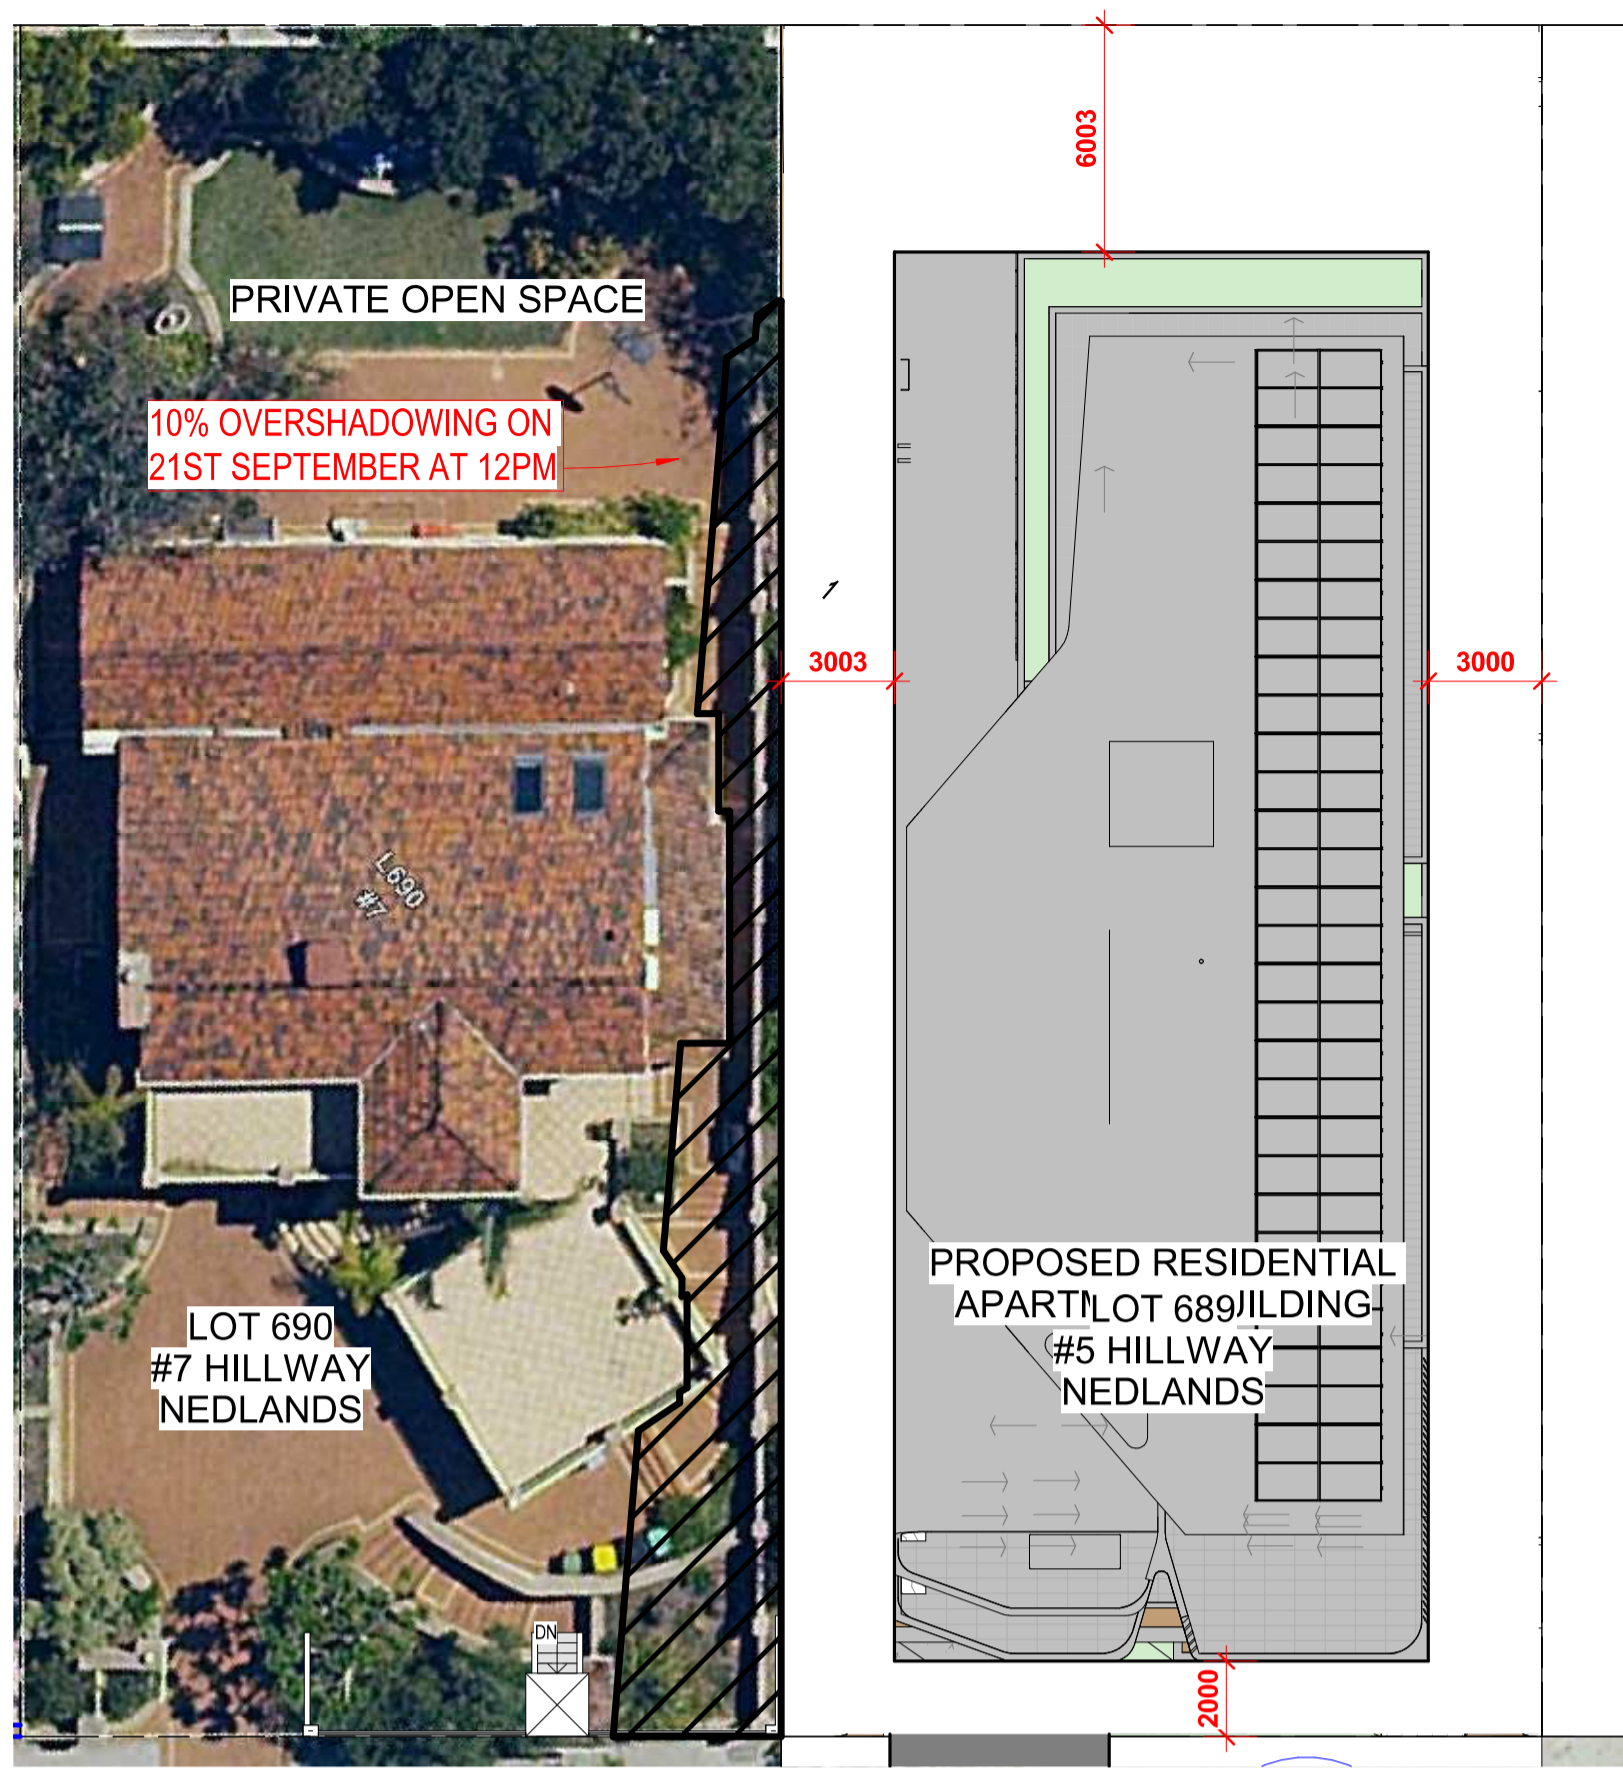 6003
PRIVATE OPEN SPACE
10% OVERSHADOWING ON
21ST SEPTEMBER AT 12PM
3003
3000
L690
#7
PROPOSED RESIDENTIAL
LOT 690
#7 HILLWAY
NEDLANDS
LOT 689
#5 HILLWAY
NEDLANDS
DN
2000